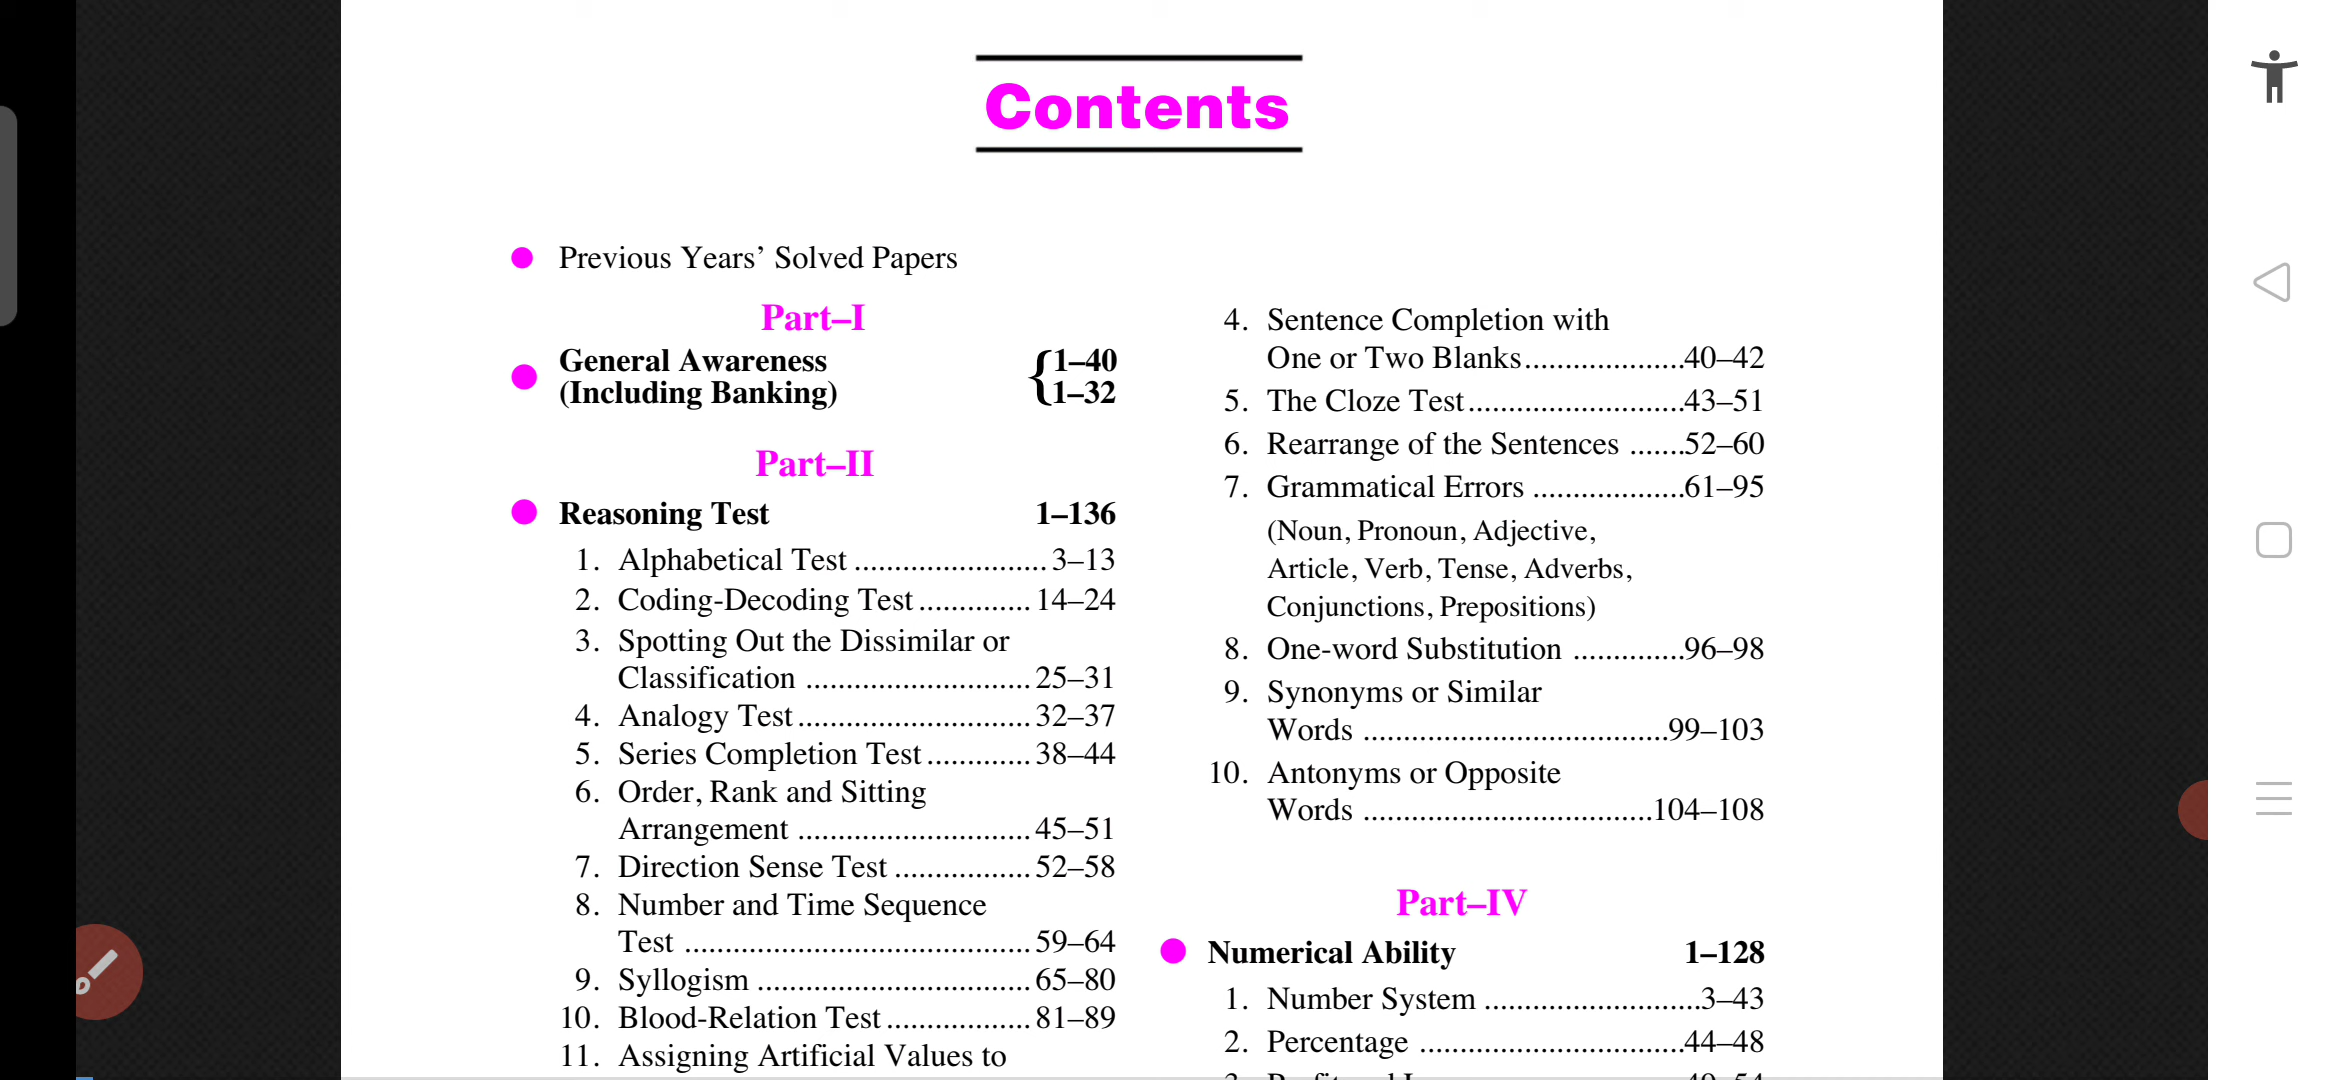 Contents
Previous Years’ Solved Papers
Part–I
General Awareness { 1–40
(Including Banking) 1–32
Part–II
Reasoning Test 1–136
1. Alphabetical Test ........................ 3–13
2. Coding-Decoding Test .............. 14–24
3. Spotting Out the Dissimilar or
Classification ............................ 25–31
4. Analogy Test ............................. 32–37
5. Series Completion Test ............. 38–44
6. Order, Rank and Sitting
Arrangement ............................. 45–51
7. Direction Sense Test ................. 52–58
8. Number and Time Sequence
Test ........................................... 59–64
9. Syllogism .................................. 65–80
10. Blood-Relation Test .................. 81–89
11. Assigning Artificial Values to
4. Sentence Completion with
One or Two Blanks....................40–42
5. The Cloze Test...........................43–51
6. Rearrange of the Sentences .......52–60
7. Grammatical Errors ...................61–95
(Noun, Pronoun, Adjective,
Article, Verb, Tense, Adverbs,
Conjunctions, Prepositions)
8. One-word Substitution ..............96–98
9. Synonyms or Similar
Words ......................................99–103
10. Antonyms or Opposite
Words ....................................104–108
Part–IV
Numerical Ability 1–128
1. Number System ...........................3–43
2. Percentage .................................44–48